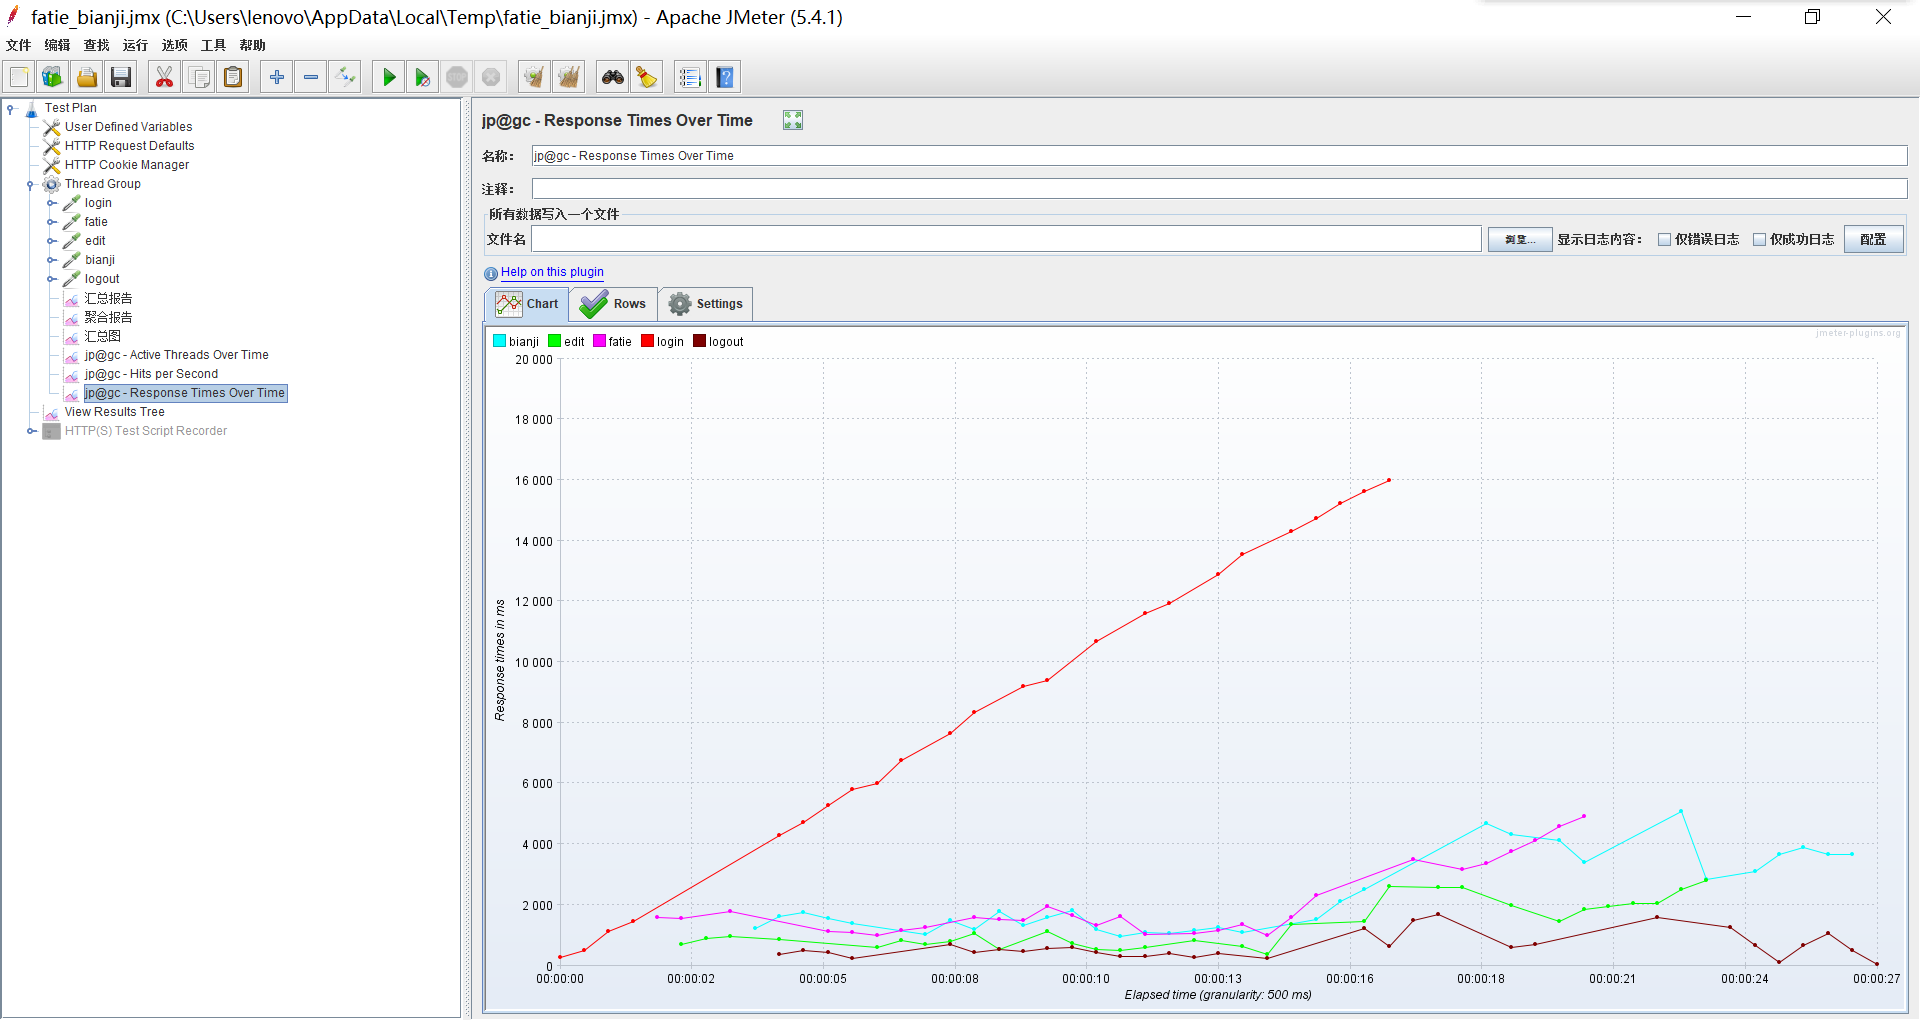 fatie_bianji.jmx (C:\Users\lenovo\AppData\Local\Temp\fatie_bianji.jmx) - Apache JMeter (5.4.1)
文件 编辑 查找 运行 选项 工具 帮助
STOP
Test Plan
User Defined Variables
HTTP Request Defaults
HTTP Cookie Manager
Thread Group
login
fatie
edit
bianji
logout
汇总报告
聚合报告
汇总图
jp@gc - Active Threads Over Time
jp@gc - Hits per Second
jp@gc - Response Times Over Time
View Results Tree
HTTP(S) Test Script Recorder
jp@gc - Response Times Over Time
名称： jp@gc - Response Times Over Time
注释：
所有数据写入一个文件
文件名 浏览... 显示日志内容： 仅错误日志 仅成功日志 配置
Help on this plugin
Chart Rows Settings
bianji edit fatie login logout
jmeter-plugins.org
20 000
18 000
16 000
14 000
12 000
10 000
8 000
6 000
4 000
2 000
0
Response times in ms
00:00:00 00:00:02 00:00:05 00:00:08 00:00:10 00:00:13 00:00:16 00:00:18 00:00:21 00:00:24 00:00:27
Elapsed time (granularity: 500 ms)